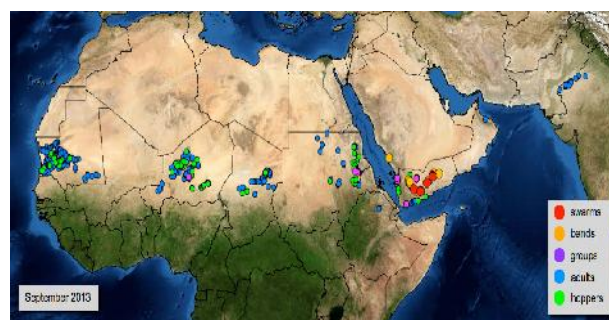 September 2013
swarms
bands
groups
adults
hoppers